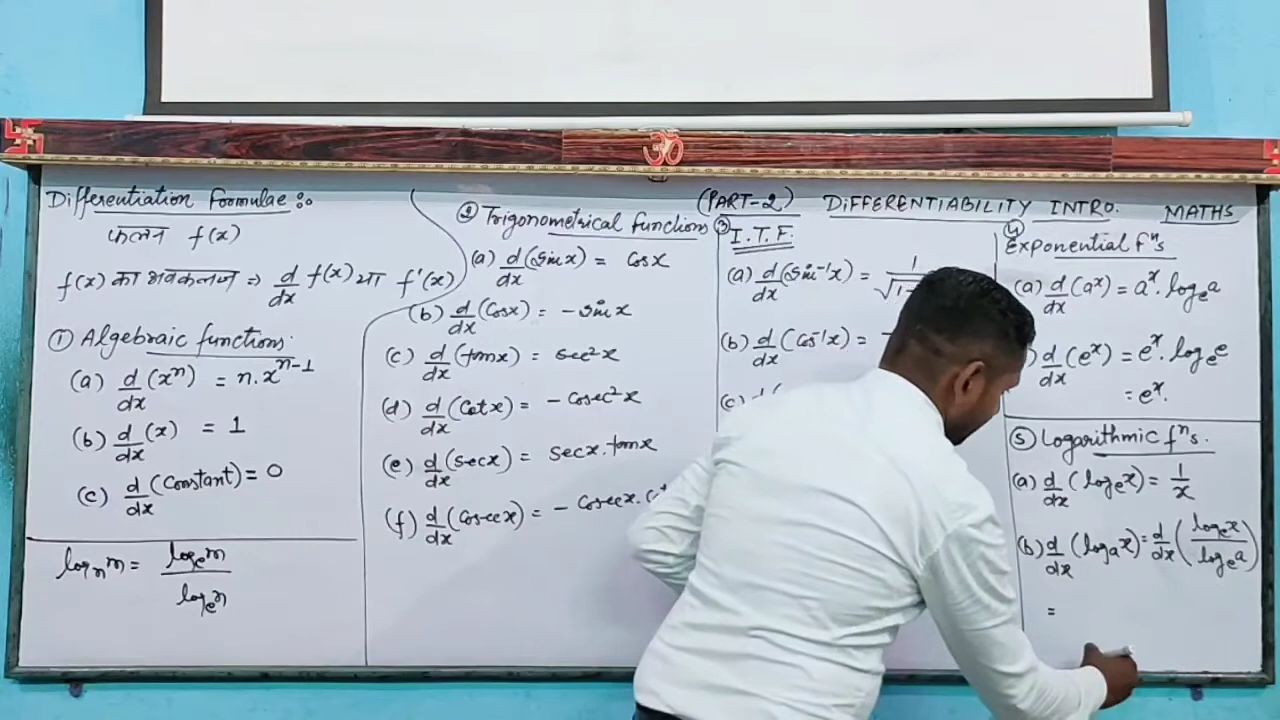 (PART-2) DIFFERENTIABILITY INTRO. MATHS
Differentiation Formulae :-
फलन f(x)
f(x) का अवकलज ⇒ d/dx f(x) या f'(x)
① Algebraic functions:
(a) d/dx (xⁿ) = n.xⁿ⁻¹
(b) d/dx (x) = 1
(c) d/dx (Constant) = 0
logₙm = logₑm / logₑn
② Trigonometrical functions
(a) d/dx (sinx) = cosx
(b) d/dx (cosx) = -sinx
(c) d/dx (tanx) = sec²x
(d) d/dx (cotx) = -cosec²x
(e) d/dx (secx) = secx.tanx
(f) d/dx (cosecx) = -cosecx.
③ I.T.F.
(a) d/dx (sin⁻¹x) = 1/√1-
(b) d/dx (cos⁻¹x) =
(c)
④ Exponential fⁿs
(a) d/dx (aˣ) = aˣ.logₑa
) d/dx (eˣ) = eˣ.logₑe
= eˣ.
⑤ Logarithmic fⁿs.
(a) d/dx (logₑx) = 1/x
(b) d/dx (logₐx) = d/dx (logₑx / logₑa)
=